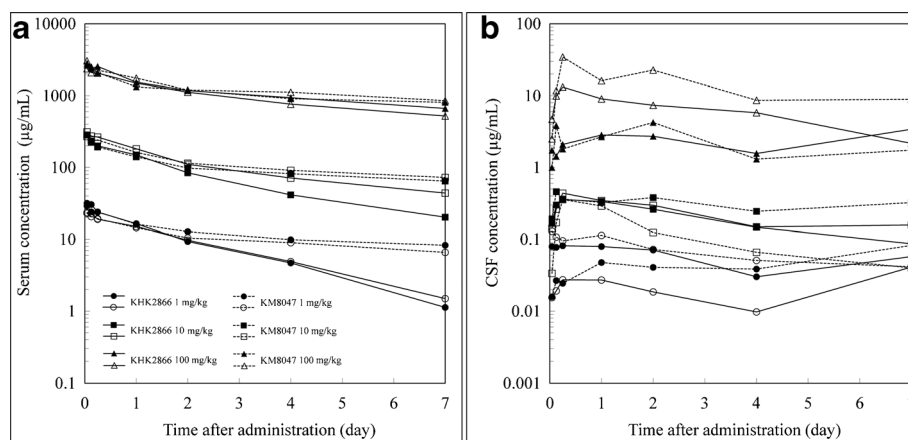 a
Serum concentration (µg/mL)
10000
1000
100
10
1
0.1
KHK2866 1 mg/kg
KM8047 1 mg/kg
KHK2866 10 mg/kg
KM8047 10 mg/kg
KHK2866 100 mg/kg
KM8047 100 mg/kg
0 1 2 3 4 5 6 7
Time after administration (day)
b
CSF concentration (µg/mL)
100
10
1
0.1
0.01
0.001
0 1 2 3 4 5 6 7
Time after administration (day)